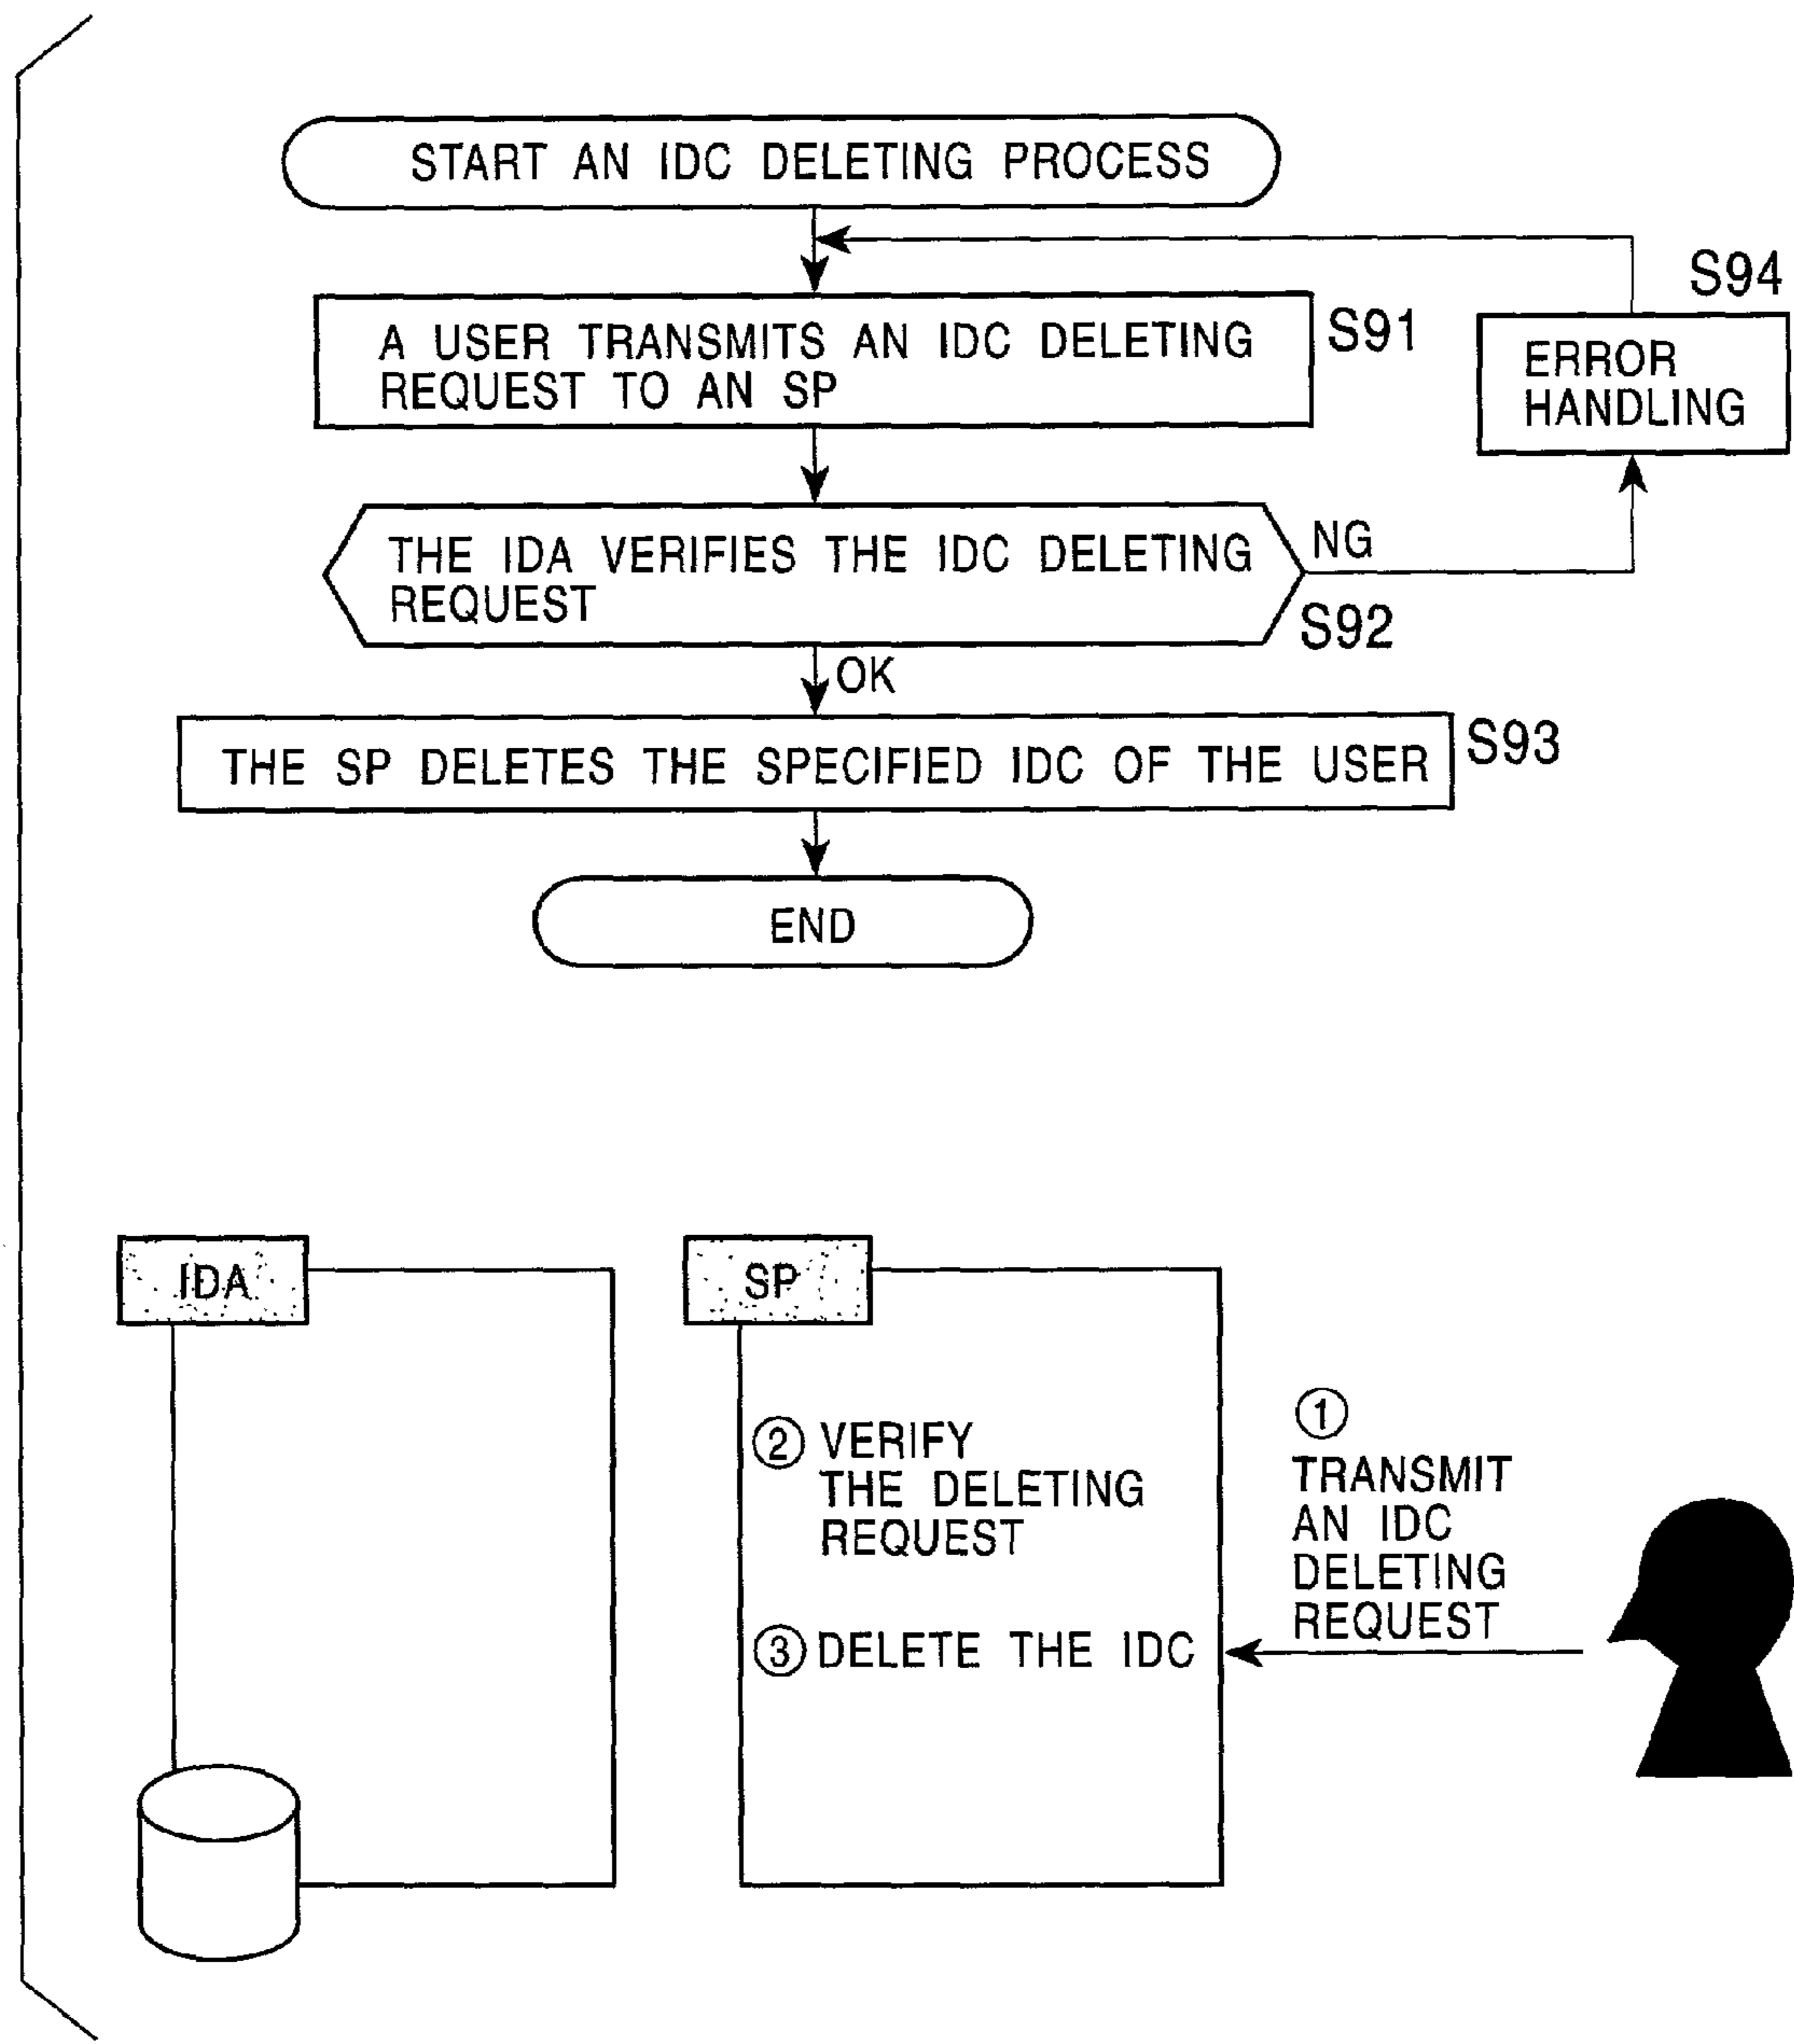 START AN IDC DELETING PROCESS
S94
A USER TRANSMITS AN IDC DELETING
REQUEST TO AN SP
S91
ERROR
HANDLING
THE IDA VERIFIES THE IDC DELETING
REQUEST
NG
S92
OK
THE SP DELETES THE SPECIFIED IDC OF THE USER
S93
END
IDA
SP
② VERIFY
THE DELETING
REQUEST
③ DELETE THE IDC
①
TRANSMIT
AN IDC
DELETING
REQUEST